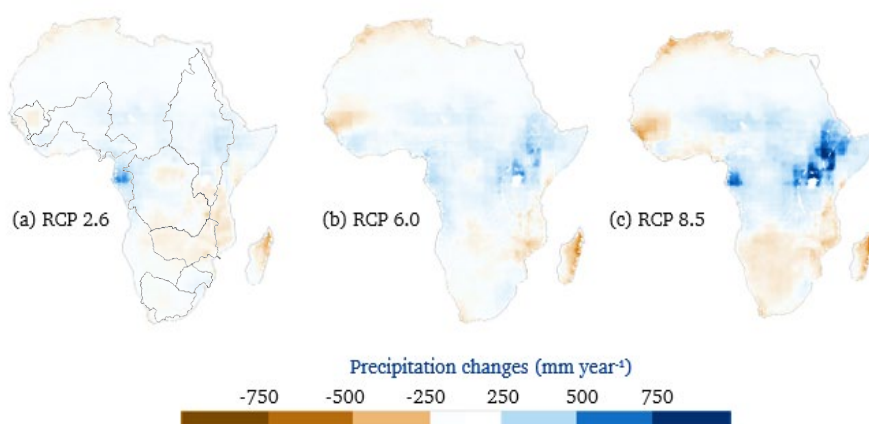 (a) RCP 2.6
(b) RCP 6.0
(c) RCP 8.5
Precipitation changes (mm year-¹)
-750 -500 -250 250 500 750